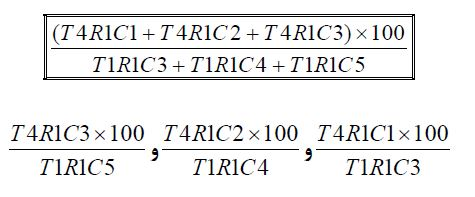 (T4R1C1+T4R1C2+T4R1C3)×100
T1R1C3+T1R1C4+T1R1C5
T4R1C3×100 و T4R1C2×100 و T4R1C1×100
T1R1C5 T1R1C4 T1R1C3